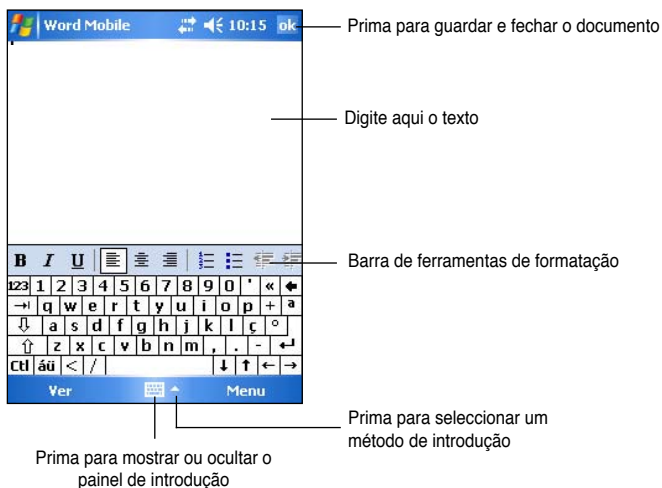 Word Mobile 10:15 ok
Prima para guardar e fechar o documento
Digite aqui o texto
B I U
Barra de ferramentas de formatação
123 1 2 3 4 5 6 7 8 9 0 ' «
q w e r t y u i o p + ª
a s d f g h j k l ç º
z x c v b n m , . -
Ctl áü < /
Ver Menu
Prima para seleccionar um
método de introdução
Prima para mostrar ou ocultar o
painel de introdução